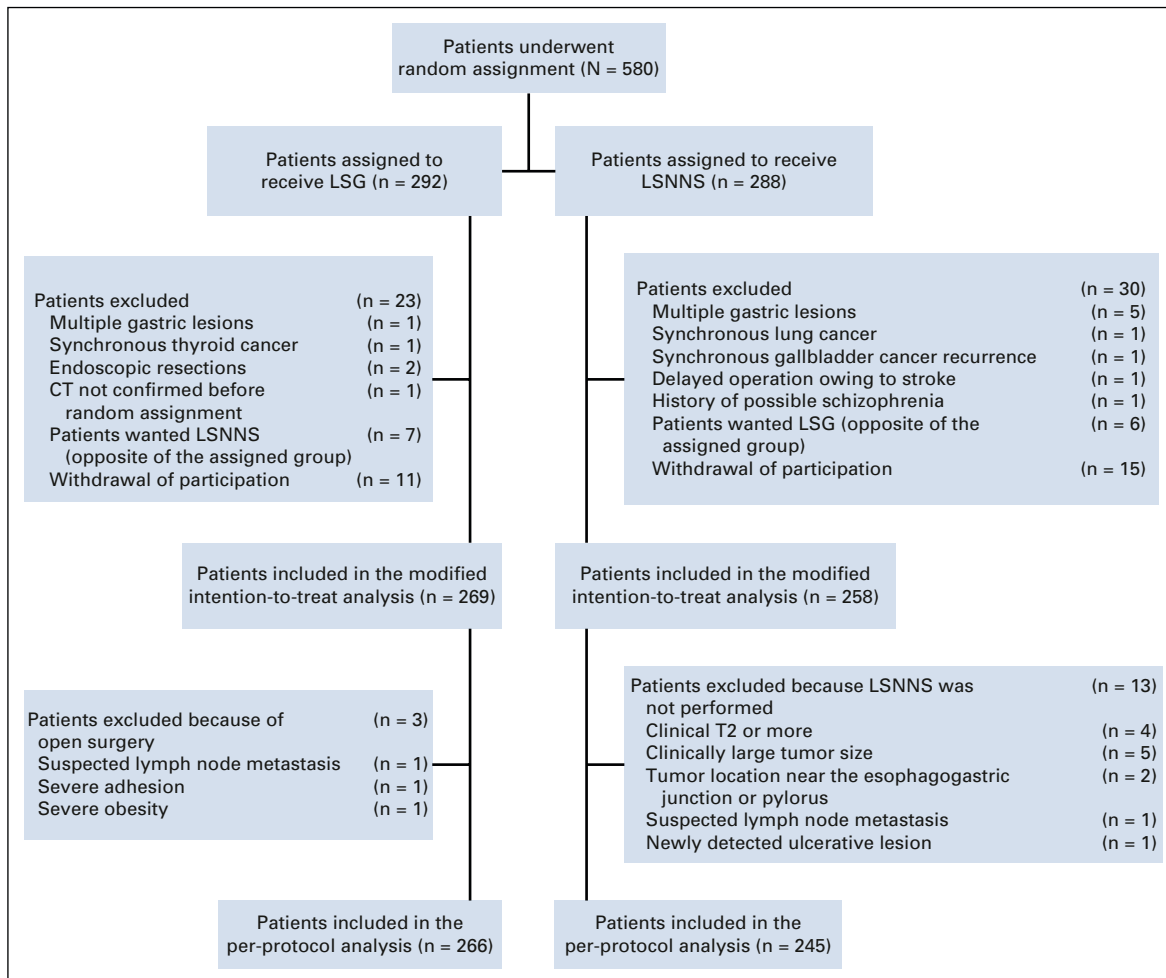 Patients underwent
random assignment (N = 580)
Patients assigned to
receive LSG (n = 292)
Patients assigned to receive
LSNNS (n = 288)
Patients excluded (n = 23)
Multiple gastric lesions (n = 1)
Synchronous thyroid cancer (n = 1)
Endoscopic resections (n = 2)
CT not confirmed before (n = 1)
random assignment
Patients wanted LSNNS (n = 7)
(opposite of the assigned group)
Withdrawal of participation (n = 11)
Patients excluded (n = 30)
Multiple gastric lesions (n = 5)
Synchronous lung cancer (n = 1)
Synchronous gallbladder cancer recurrence (n = 1)
Delayed operation owing to stroke (n = 1)
History of possible schizophrenia (n = 1)
Patients wanted LSG (opposite of the (n = 6)
assigned group)
Withdrawal of participation (n = 15)
Patients included in the modified
intention-to-treat analysis (n = 269)
Patients included in the modified
intention-to-treat analysis (n = 258)
Patients excluded because of (n = 3)
open surgery
Suspected lymph node metastasis (n = 1)
Severe adhesion (n = 1)
Severe obesity (n = 1)
Patients excluded because LSNNS was (n = 13)
not performed
Clinical T2 or more (n = 4)
Clinically large tumor size (n = 5)
Tumor location near the esophagogastric (n = 2)
junction or pylorus
Suspected lymph node metastasis (n = 1)
Newly detected ulcerative lesion (n = 1)
Patients included in the
per-protocol analysis (n = 266)
Patients included in the
per-protocol analysis (n = 245)